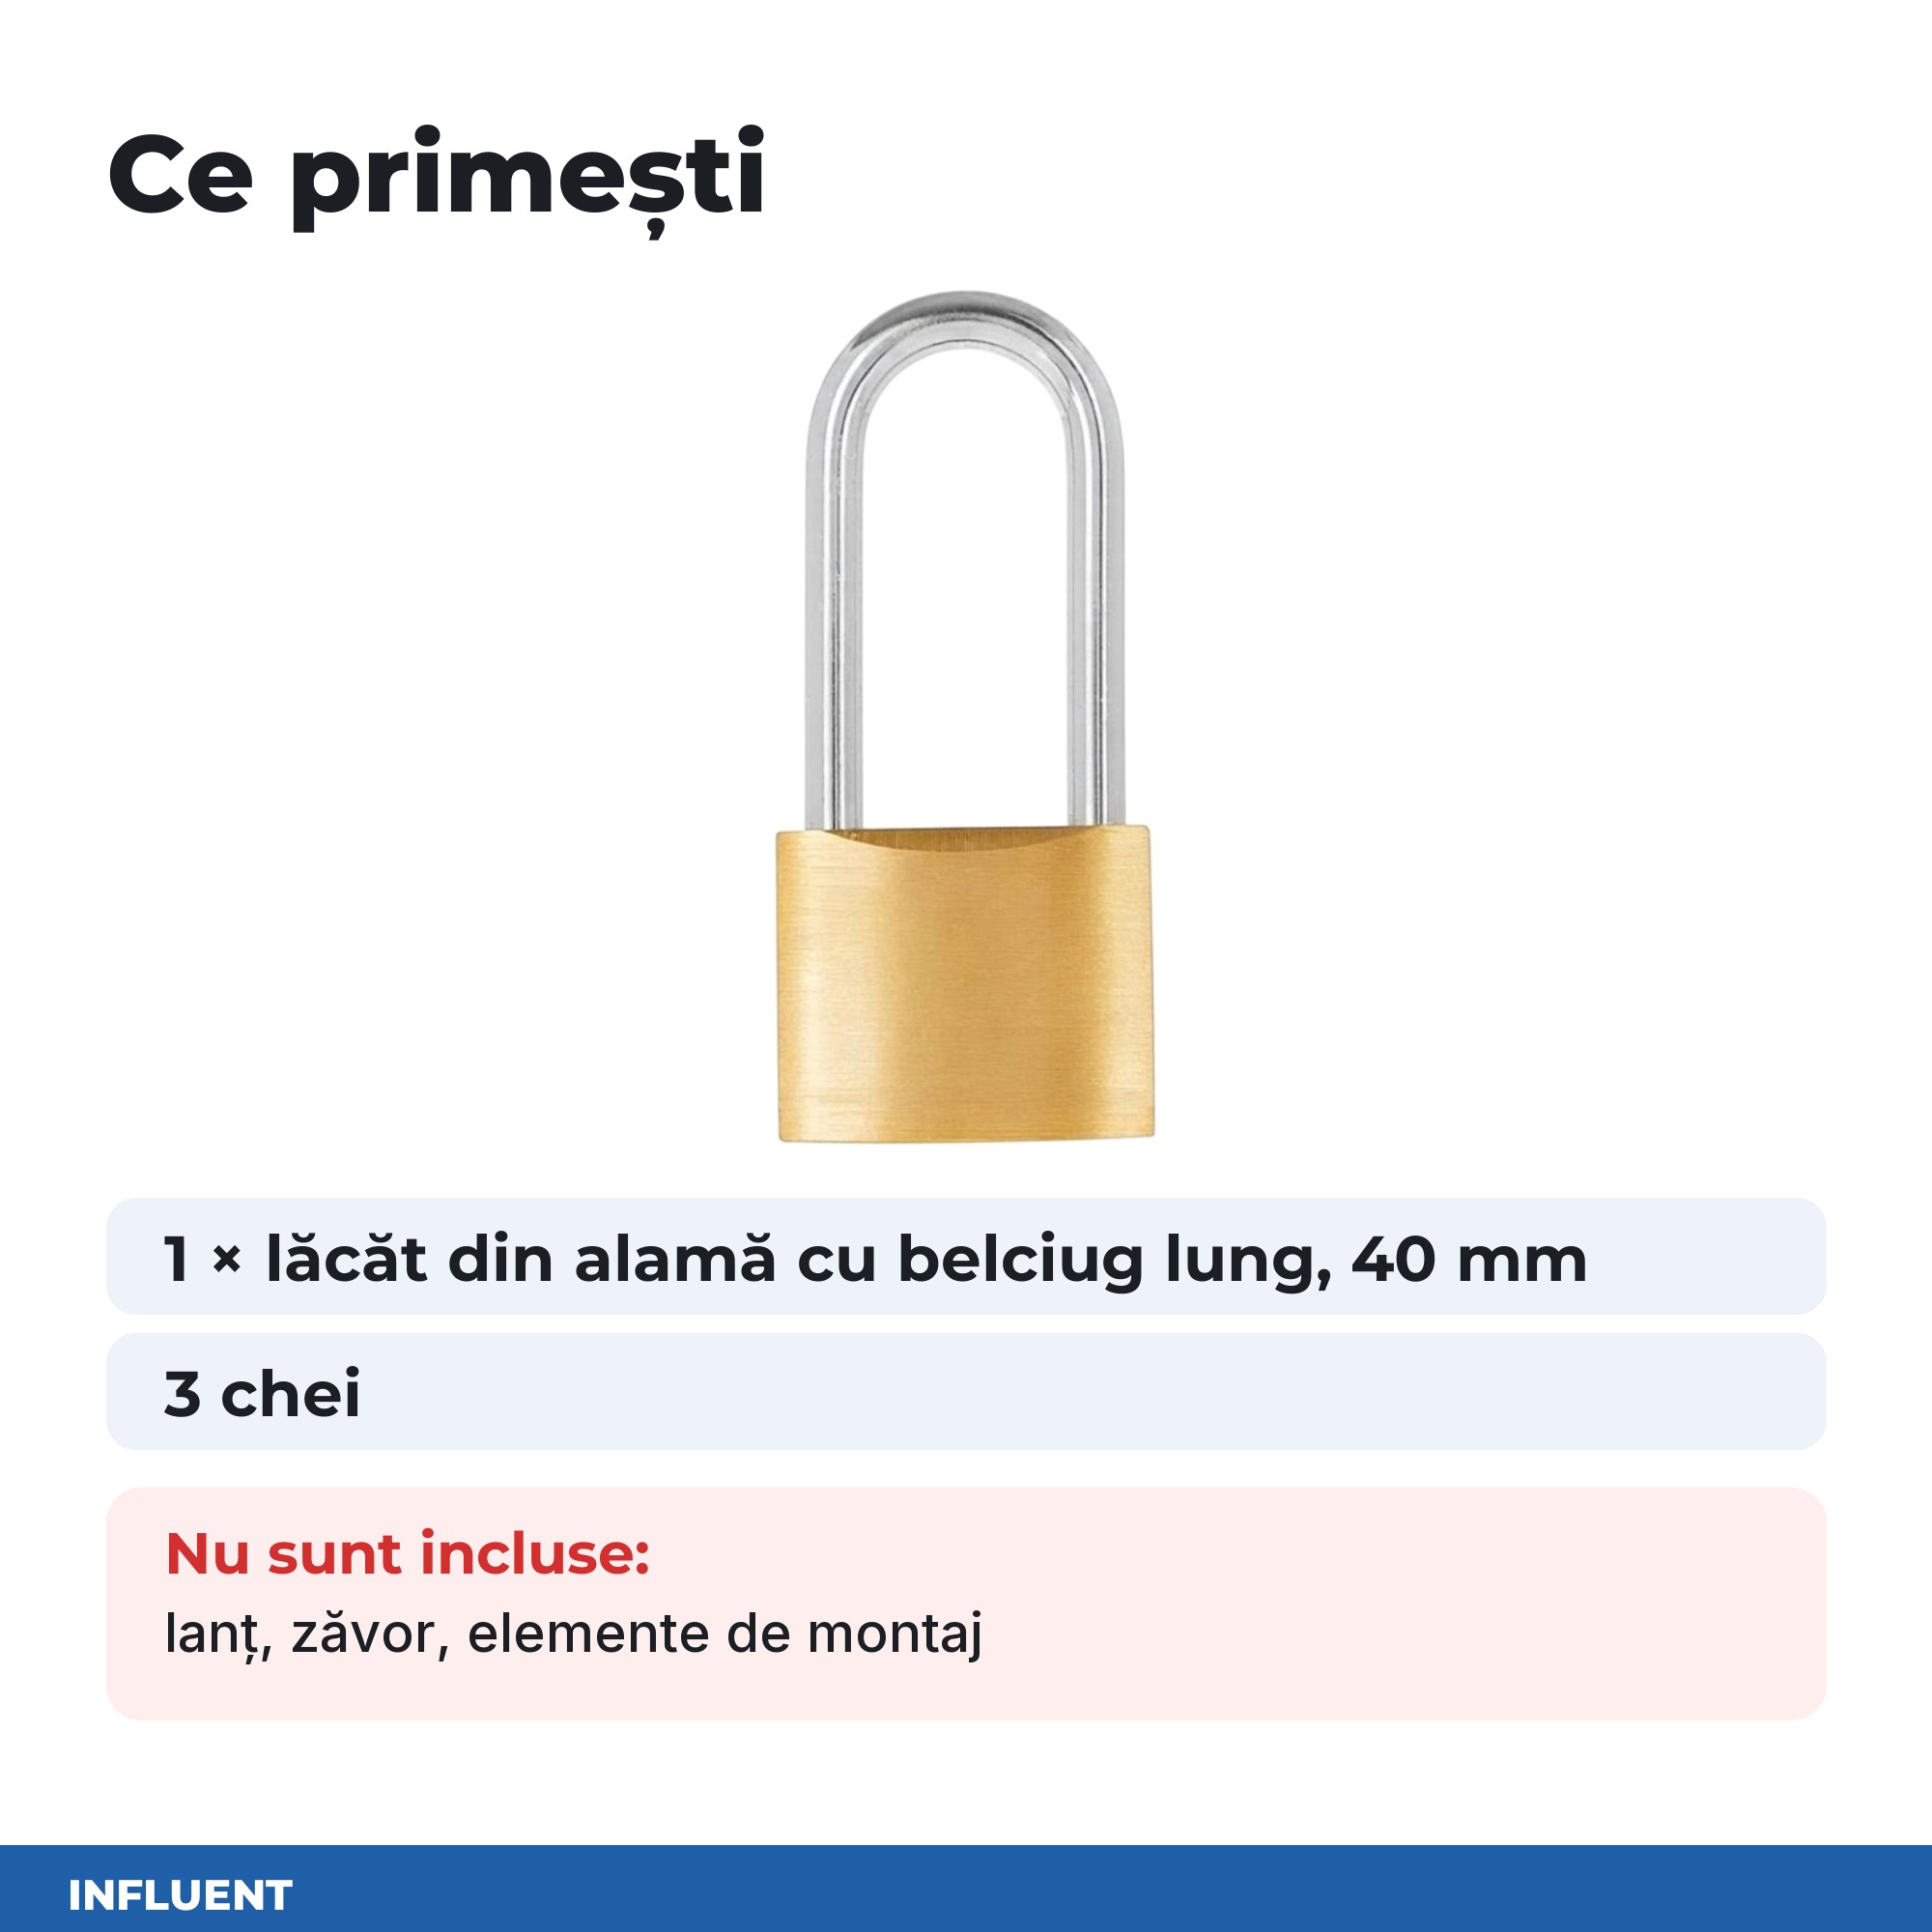 Ce primești
1 × lăcăt din alamă cu belciug lung, 40 mm
3 chei
Nu sunt incluse:
lanț, zăvor, elemente de montaj
INFLUENT